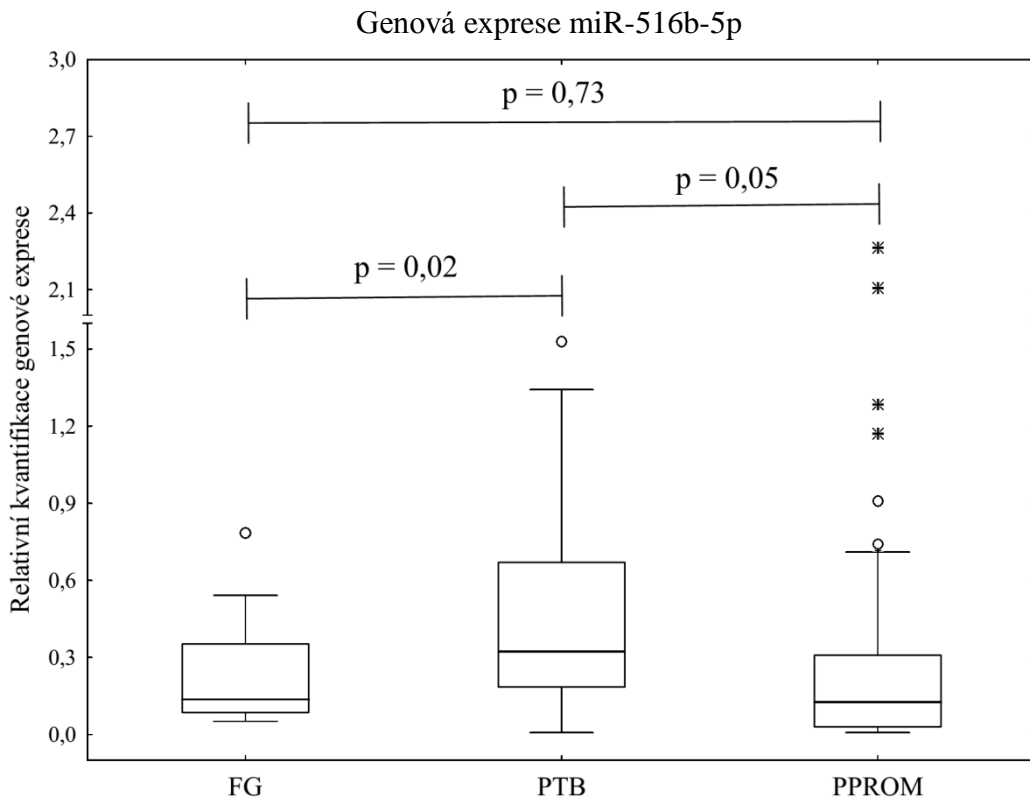 Genová exprese miR-516b-5p
Relativní kvantifikace genové exprese
3,0
2,7
2,4
2,1
1,5
1,2
0,9
0,6
0,3
0,0
p = 0,73
p = 0,05
p = 0,02
FG PTB PPROM